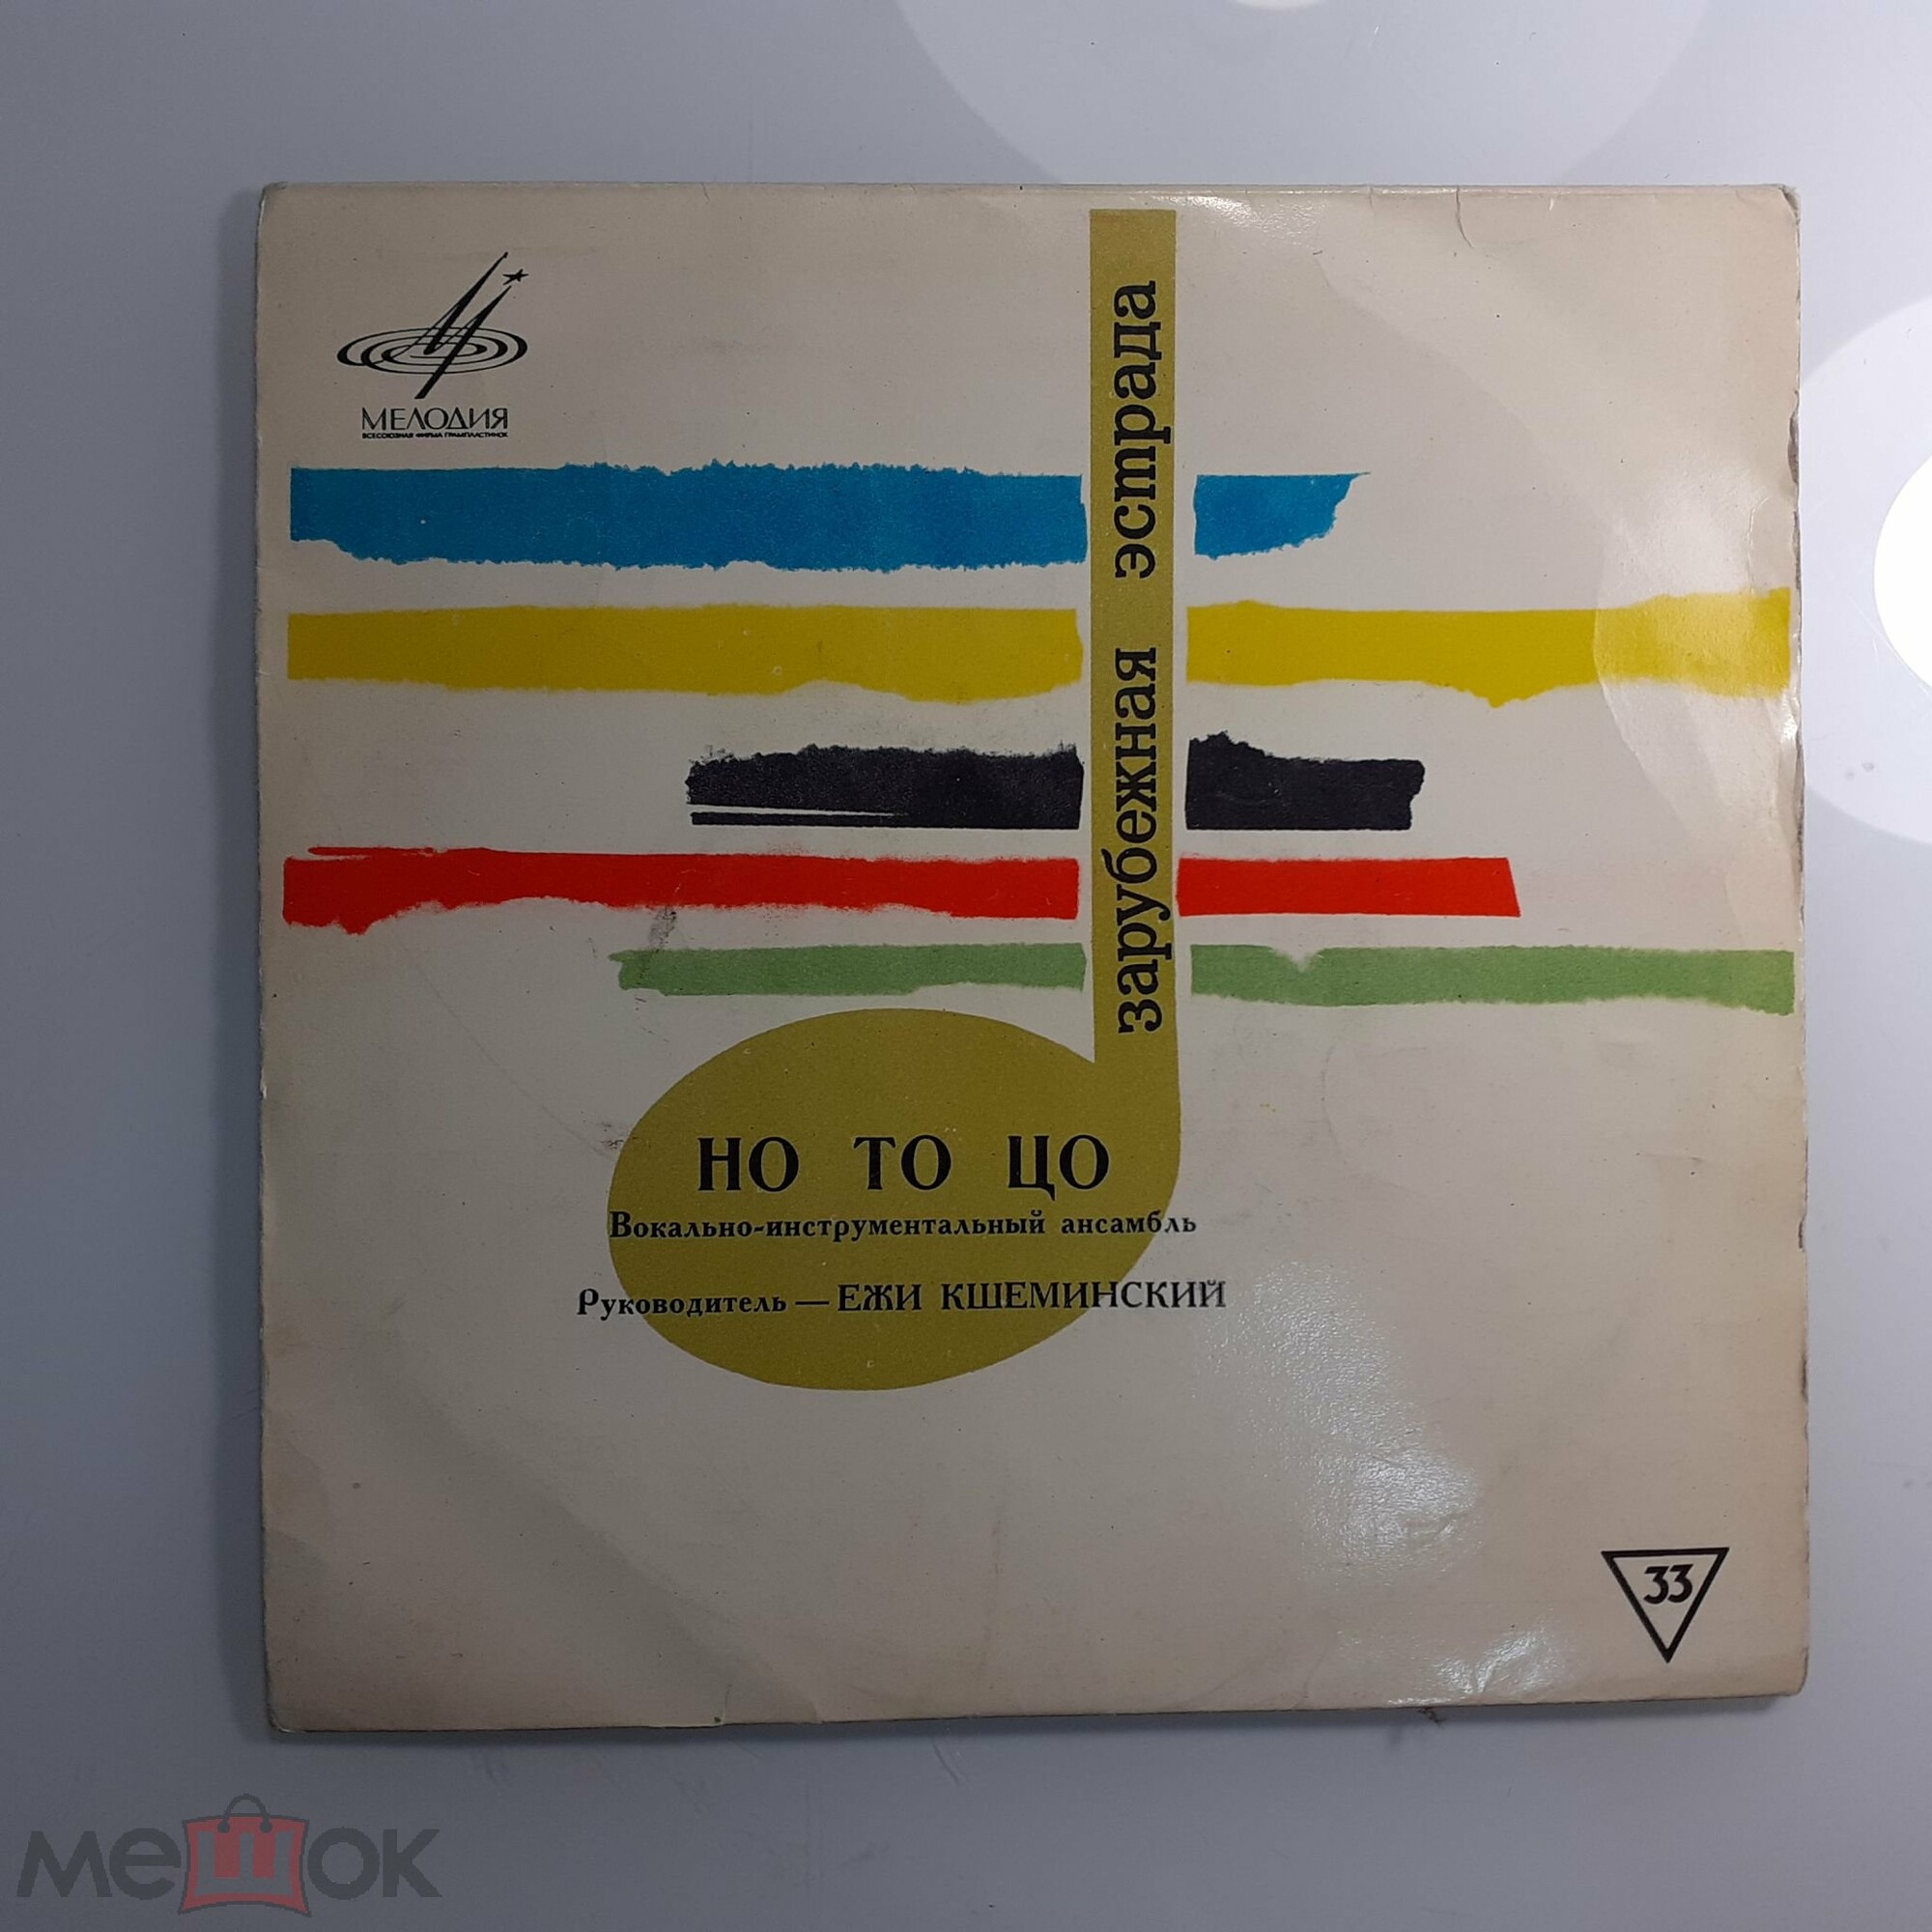 МЕЛОДИЯ
ВСЕСОЮЗНАЯ ФИРМА ГРАМПЛАСТИНОК
зарубежная эстрада
НО ТО ЦО
Вокально-инструментальный ансамбль
Руководитель — ЕЖИ КШЕМИНСКИЙ
33
мешок